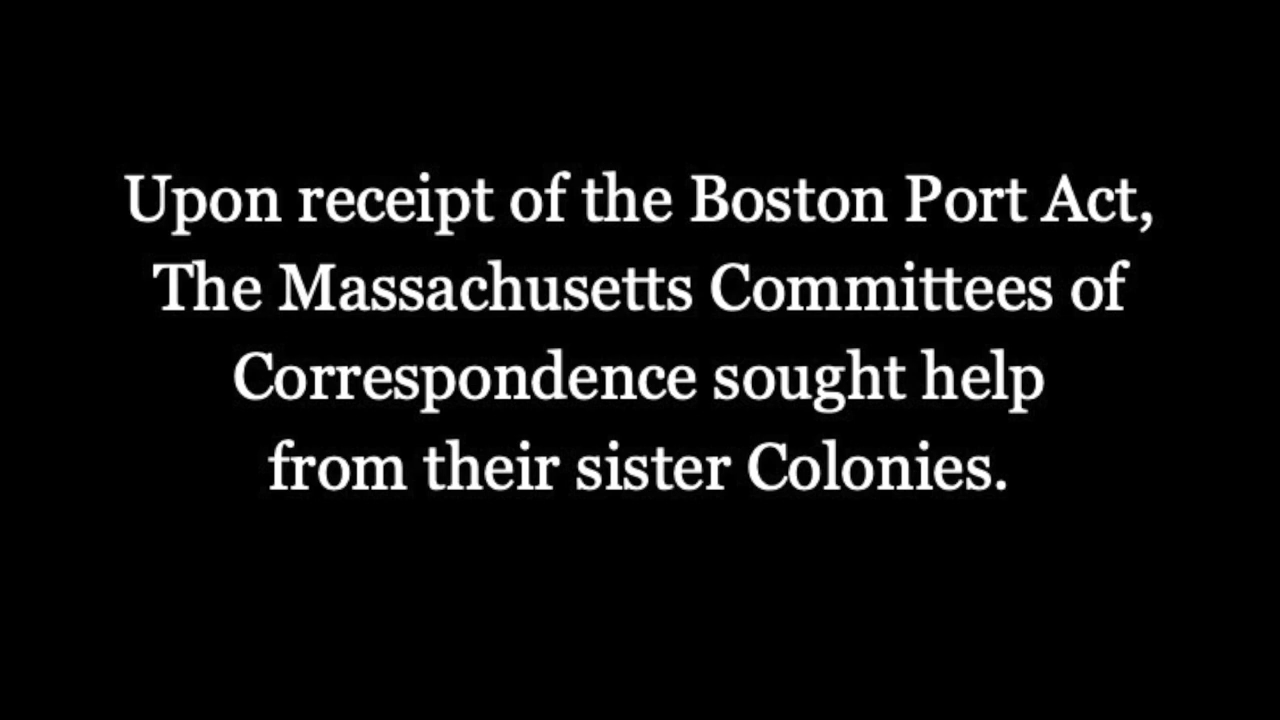 Upon receipt of the Boston Port Act,
The Massachusetts Committees of
Correspondence sought help
from their sister Colonies.